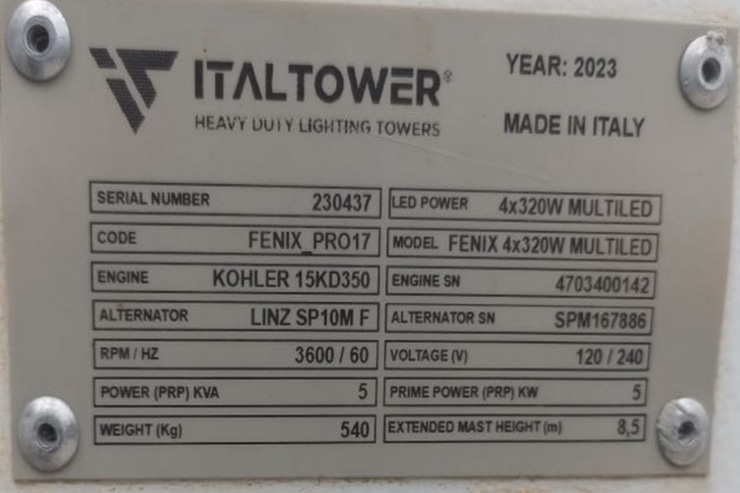 ITALTOWER®
HEAVY DUTY LIGHTING TOWERS
YEAR: 2023
MADE IN ITALY
SERIAL NUMBER 230437 LED POWER 4x320W MULTILED
CODE FENIX_PRO17 MODEL FENIX 4x320W MULTILED
ENGINE KOHLER 15KD350 ENGINE SN 4703400142
ALTERNATOR LINZ SP10M F ALTERNATOR SN SPM167886
RPM / HZ 3600 / 60 VOLTAGE (V) 120 / 240
POWER (PRP) KVA 5 PRIME POWER (PRP) KW 5
WEIGHT (Kg) 540 EXTENDED MAST HEIGHT (m) 8,5